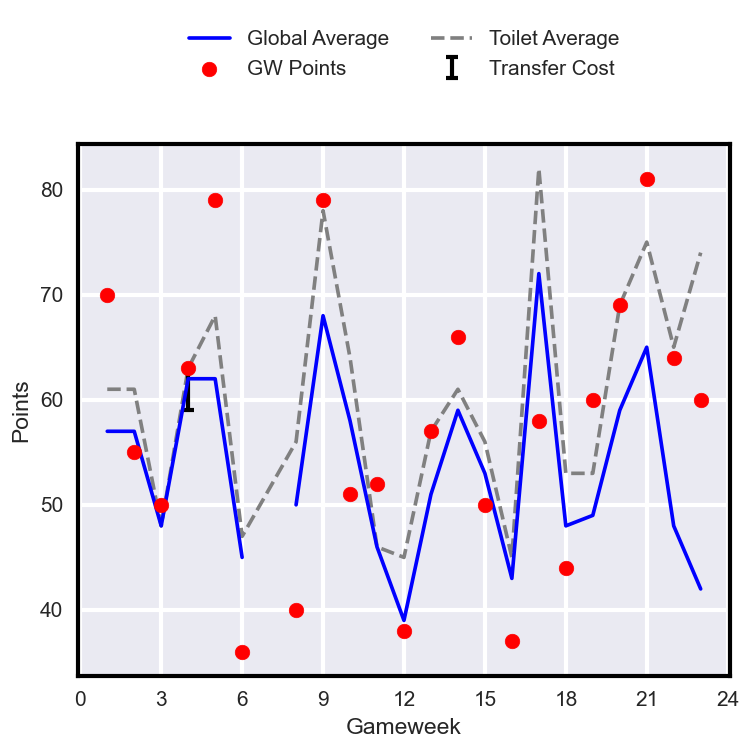 Global Average
Toilet Average
GW Points
Transfer Cost
80
70
60
50
40
Points
0 3 6 9 12 15 18 21 24
Gameweek